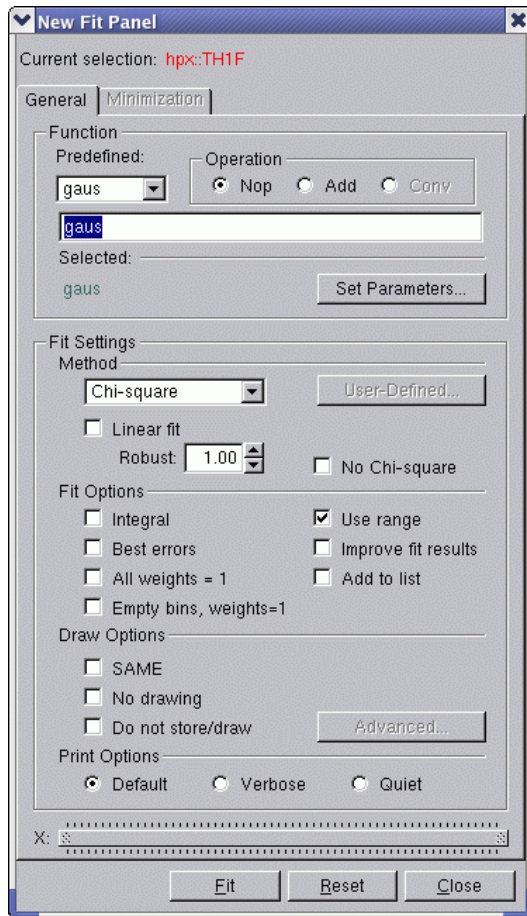 New Fit Panel
Current selection: hpx::TH1F
General Minimization
Function
Predefined: Operation
gaus Nop Add Conv
gaus
Selected:
gaus Set Parameters...
Fit Settings
Method
Chi-square User-Defined...
Linear fit
Robust: 1.00 No Chi-square
Fit Options
Integral Use range
Best errors Improve fit results
All weights = 1 Add to list
Empty bins, weights=1
Draw Options
SAME
No drawing
Do not store/draw Advanced...
Print Options
Default Verbose Quiet
X:
Fit Reset Close